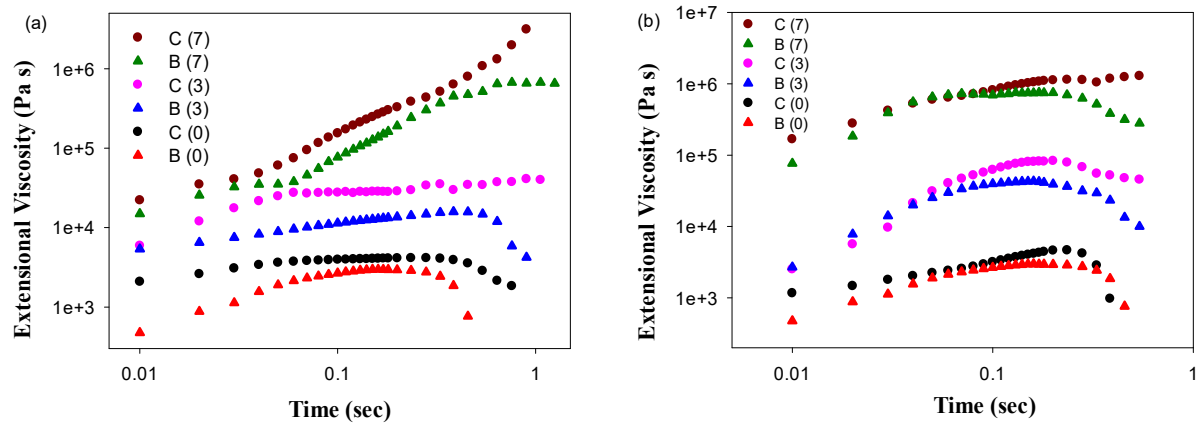 (a)
C (7)
B (7)
C (3)
B (3)
C (0)
B (0)
1e+6
1e+5
1e+4
1e+3
Extensional Viscosity (Pa s)
0.01
0.1
1
Time (sec)
(b)
1e+7
C (7)
B (7)
C (3)
B (3)
C (0)
B (0)
1e+6
1e+5
1e+4
1e+3
Extensional Viscosity (Pa s)
0.01
0.1
1
Time (sec)